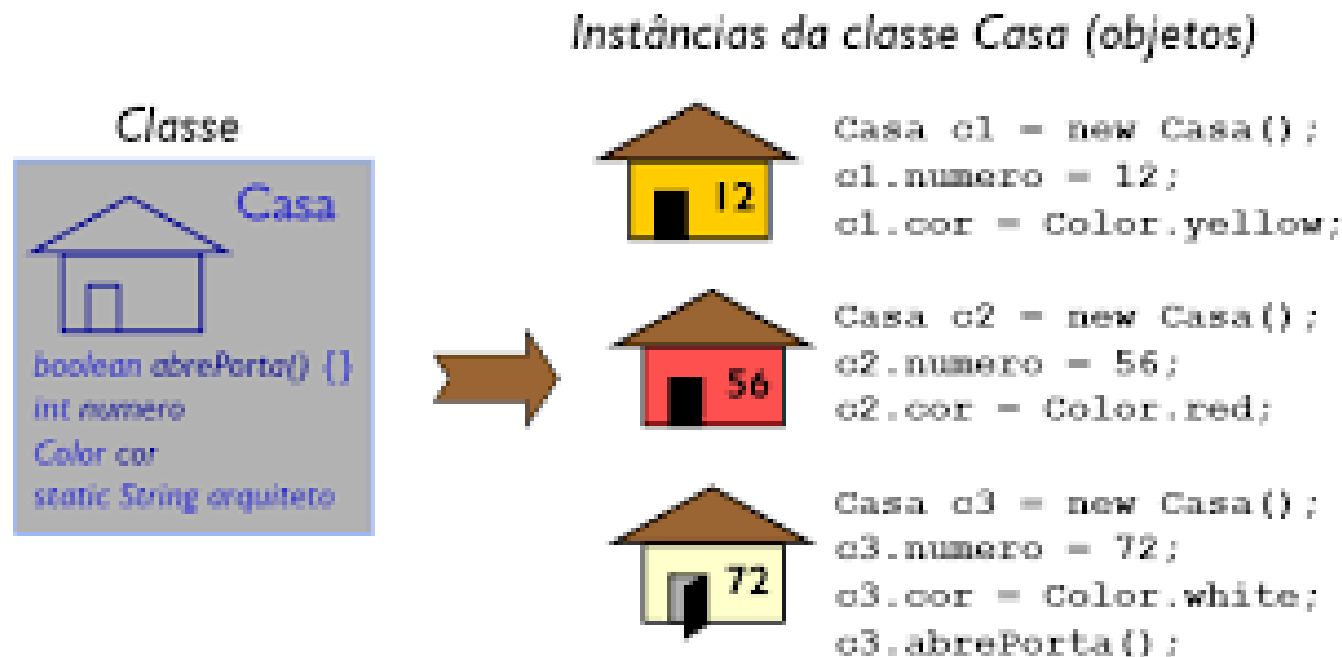 Instâncias da classe Casa (objetos)
Classe
Casa
boolean abrePorta() {}
int numero
Color cor
static String arquiteto
12
Casa c1 = new Casa();
c1.numero = 12;
c1.cor = Color.yellow;
56
Casa c2 = new Casa();
c2.numero = 56;
c2.cor = Color.red;
72
Casa c3 = new Casa();
c3.numero = 72;
c3.cor = Color.white;
c3.abrePorta();